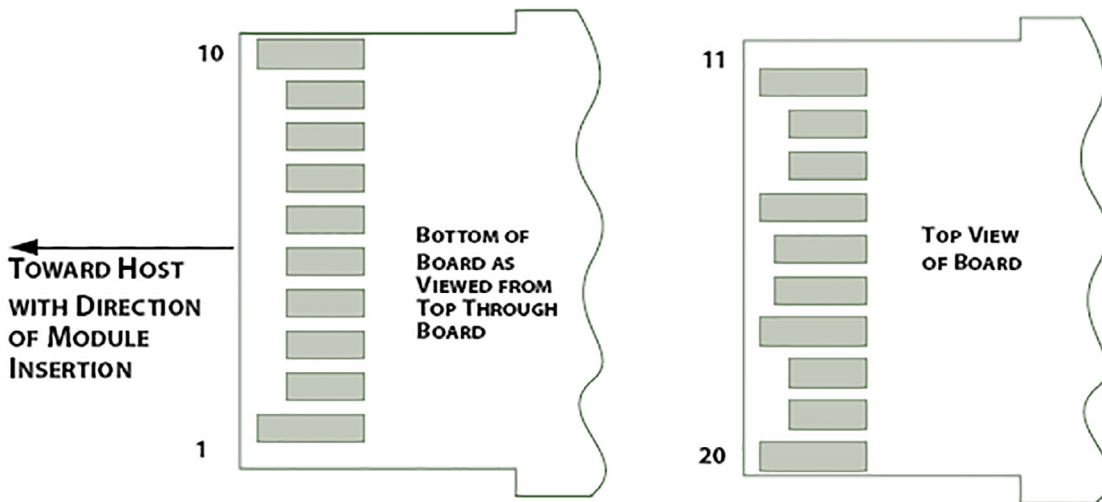 10
BOTTOM OF
BOARD AS
VIEWED FROM
TOP THROUGH
BOARD
TOWARD HOST
WITH DIRECTION
OF MODULE
INSERTION
1
11
TOP VIEW
OF BOARD
20